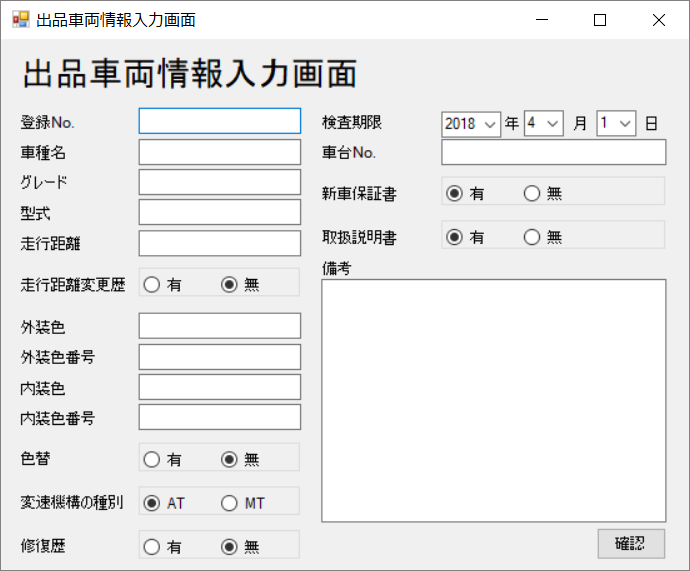 出品車両情報入力画面
出品車両情報入力画面
登録No.
車種名
グレード
型式
走行距離
走行距離変更歴 有 無
外装色
外装色番号
内装色
内装色番号
色替 有 無
変速機構の種別 AT MT
修復歴 有 無
検査期限 2018 年 4 月 1 日
車台No.
新車保証書 有 無
取扱説明書 有 無
備考
確認